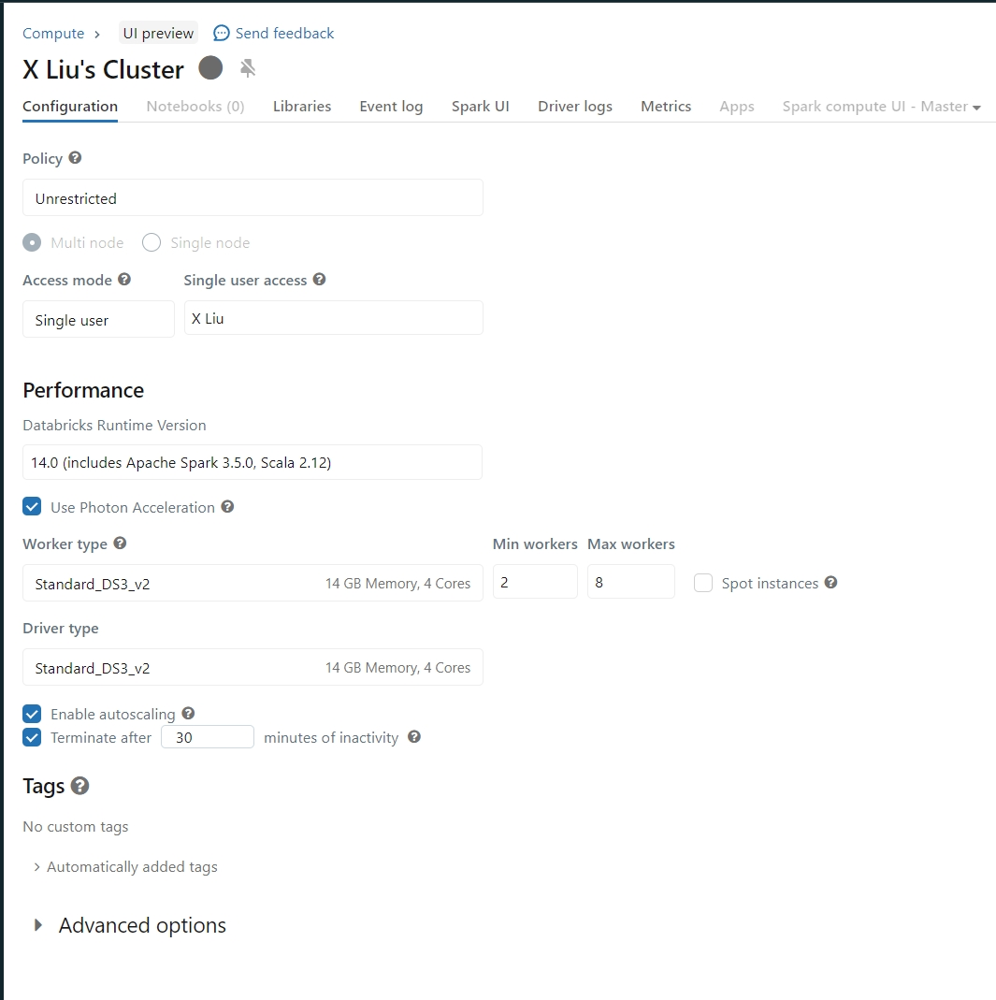 Compute › UI preview Send feedback
X Liu's Cluster
Configuration Notebooks (0) Libraries Event log Spark UI Driver logs Metrics Apps Spark compute UI - Master
Policy
Unrestricted
Multi node Single node
Access mode Single user access
Single user X Liu
Performance
Databricks Runtime Version
14.0 (includes Apache Spark 3.5.0, Scala 2.12)
Use Photon Acceleration
Worker type Min workers Max workers
Standard_DS3_v2 14 GB Memory, 4 Cores 2 8 Spot instances
Driver type
Standard_DS3_v2 14 GB Memory, 4 Cores
Enable autoscaling
Terminate after 30 minutes of inactivity
Tags
No custom tags
Automatically added tags
Advanced options